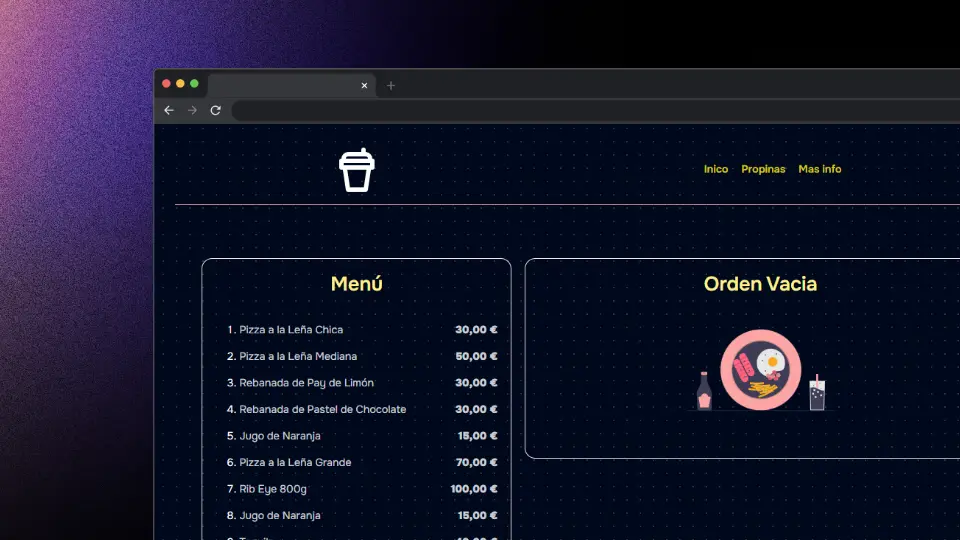 Inico Propinas Mas info
Menú
1. Pizza a la Leña Chica 30,00 €
2. Pizza a la Leña Mediana 50,00 €
3. Rebanada de Pay de Limón 30,00 €
4. Rebanada de Pastel de Chocolate 30,00 €
5. Jugo de Naranja 15,00 €
6. Pizza a la Leña Grande 70,00 €
7. Rib Eye 800g 100,00 €
8. Jugo de Naranja 15,00 €
Orden Vacia